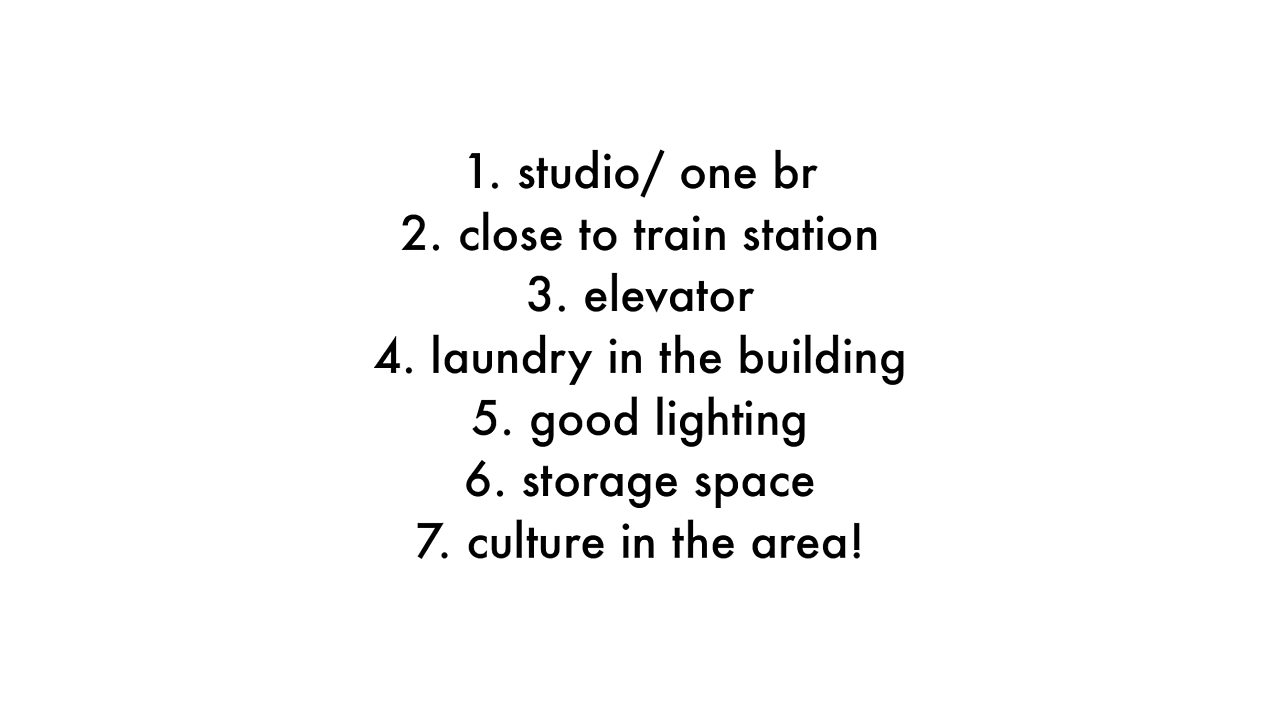 1. studio/ one br
2. close to train station
3. elevator
4. laundry in the building
5. good lighting
6. storage space
7. culture in the area!